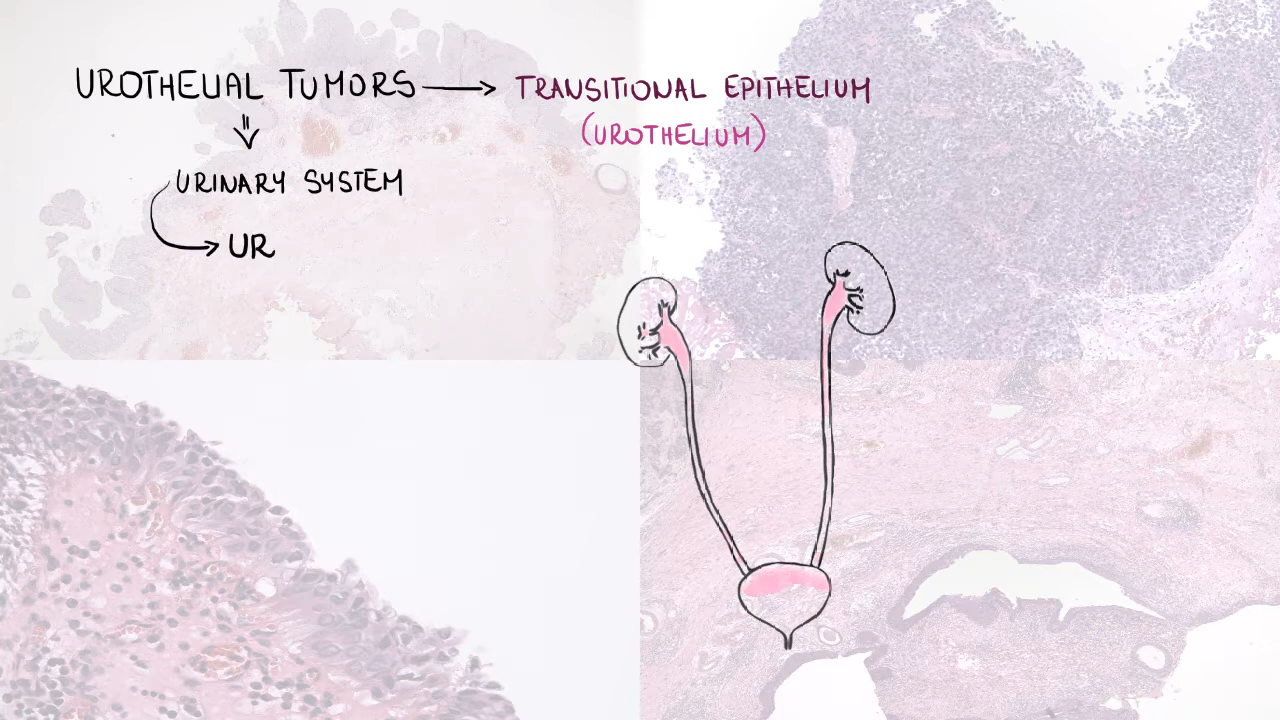 UROTHELIAL TUMORS → TRANSITIONAL EPITHELIUM
(UROTHELIUM)
URINARY SYSTEM
UR